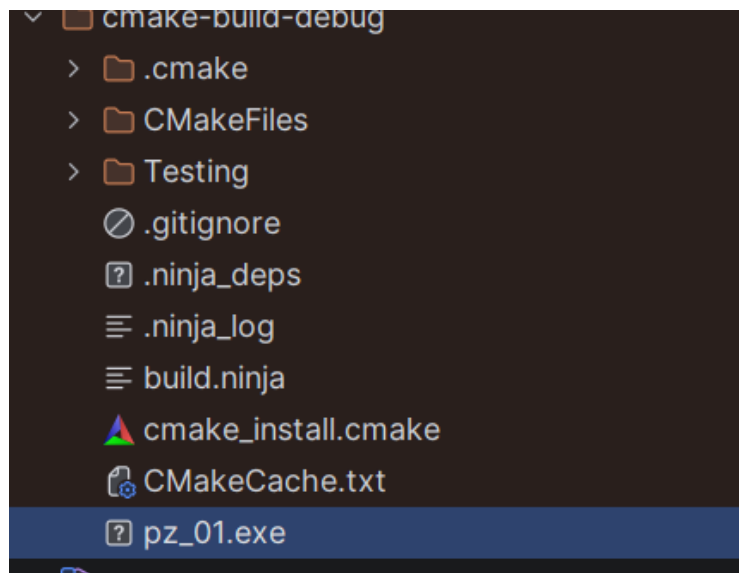 cmake-build-debug
.cmake
CMakeFiles
Testing
.gitignore
.ninja_deps
.ninja_log
build.ninja
cmake_install.cmake
CMakeCache.txt
pz_01.exe